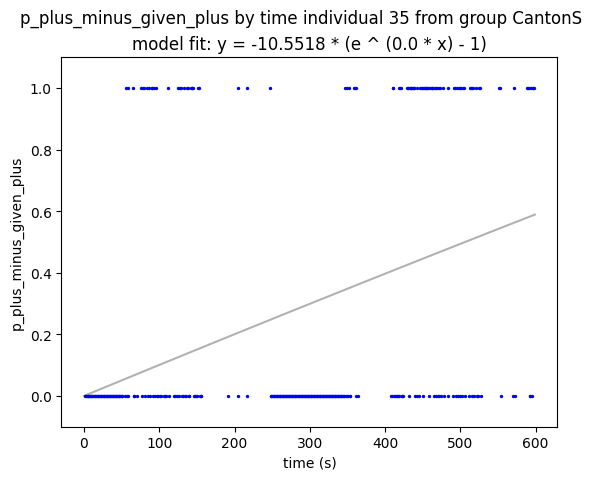 p_plus_minus_given_plus by time individual 35 from group CantonS
model fit: y = -10.5518 * (e ^ (0.0 * x) - 1)
1.0
0.8
0.6
0.4
0.2
0.0
p_plus_minus_given_plus
0 100 200 300 400 500 600
time (s)